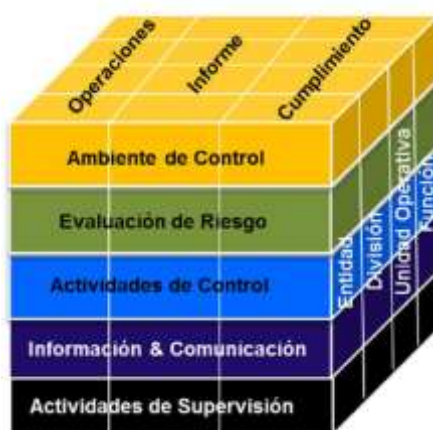 Operaciones
Informe
Cumplimiento
Ambiente de Control
Evaluación de Riesgo
Actividades de Control
Información & Comunicación
Actividades de Supervisión
Entidad
División
Unidad Operativa
Función